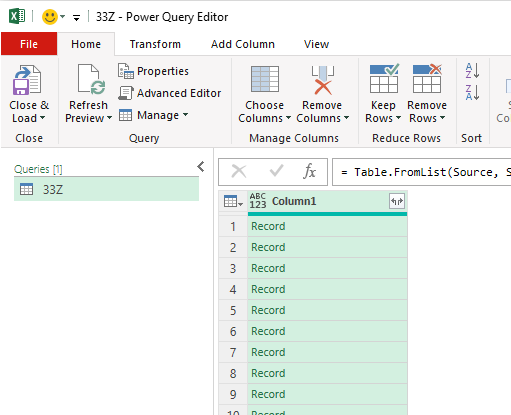 33Z - Power Query Editor
File Home Transform Add Column View
Close & Load
Close
Refresh Preview
Properties
Advanced Editor
Manage
Query
Choose Columns
Remove Columns
Manage Columns
Keep Rows
Remove Rows
Reduce Rows
A
Z
Z
A
Sort
Queries [1]
33Z
fx
= Table.FromList(Source, S
ABC
123
Column1
1 Record
2 Record
3 Record
4 Record
5 Record
6 Record
7 Record
8 Record
9 Record
10 Record